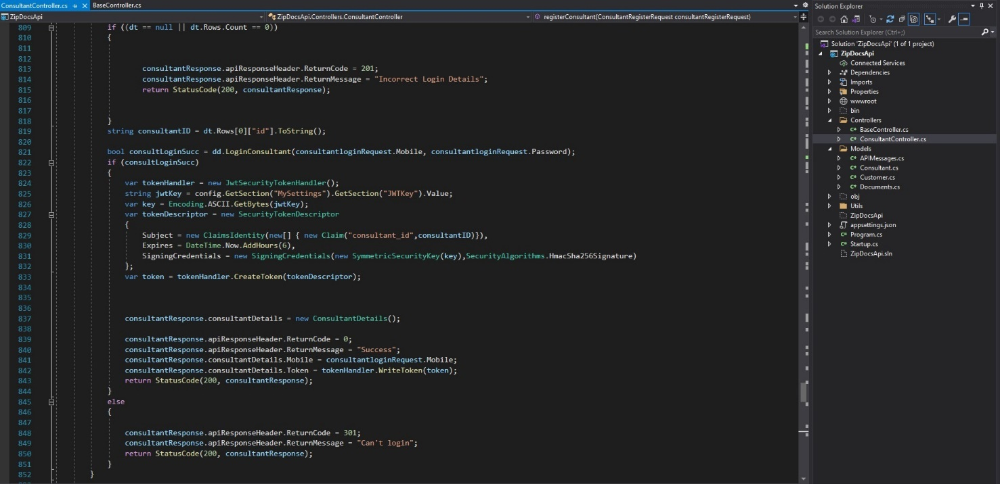 ConsultantController.cs
BaseController.cs
ZipDocsApi
ZipDocsApi.Controllers.ConsultantController
registerConsultant(ConsultantRegisterRequest consultantRegisterRequest)
809 if ((dt == null || dt.Rows.Count == 0))
810 {
811
812
813 consultantResponse.apiResponseHeader.ReturnCode = 201;
814 consultantResponse.apiResponseHeader.ReturnMessage = "Incorrect Login Details";
815 return StatusCode(200, consultantResponse);
816
817
818 }
819 string consultantID = dt.Rows[0]["id"].ToString();
820
821 bool consultLoginSucc = dd.LoginConsultant(consultantloginRequest.Mobile, consultantloginRequest.Password);
822 if (consultLoginSucc)
823 {
824 var tokenHandler = new JwtSecurityTokenHandler();
825 string jwtKey = config.GetSection("MySettings").GetSection("JWTKey").Value;
826 var key = Encoding.ASCII.GetBytes(jwtKey);
827 var tokenDescriptor = new SecurityTokenDescriptor
828 {
829 Subject = new ClaimsIdentity(new[] { new Claim("consultant_id",consultantID)}),
830 Expires = DateTime.Now.AddHours(6),
831 SigningCredentials = new SigningCredentials(new SymmetricSecurityKey(key),SecurityAlgorithms.HmacSha256Signature)
832 };
833 var token = tokenHandler.CreateToken(tokenDescriptor);
834
835
836
837 consultantResponse.consultantDetails = new ConsultantDetails();
838
839 consultantResponse.apiResponseHeader.ReturnCode = 0;
840 consultantResponse.apiResponseHeader.ReturnMessage = "Success";
841 consultantResponse.consultantDetails.Mobile = consultantloginRequest.Mobile;
842 consultantResponse.consultantDetails.Token = tokenHandler.WriteToken(token);
843 return StatusCode(200, consultantResponse);
844 }
845 else
846 {
847
848 consultantResponse.apiResponseHeader.ReturnCode = 301;
849 consultantResponse.apiResponseHeader.ReturnMessage = "Can't login";
850 return StatusCode(200, consultantResponse);
851 }
852 }
Solution Explorer
Search Solution Explorer (Ctrl+;)
Solution 'ZipDocsApi' (1 of 1 project)
ZipDocsApi
Connected Services
Dependencies
Imports
Properties
wwwroot
bin
Controllers
C# BaseController.cs
C# ConsultantController.cs
Models
C# APIMessages.cs
C# Consultant.cs
C# Customer.cs
C# Documents.cs
obj
Utils
ZipDocsApi
appsettings.json
C# Program.cs
C# Startup.cs
ZipDocsApi.sln